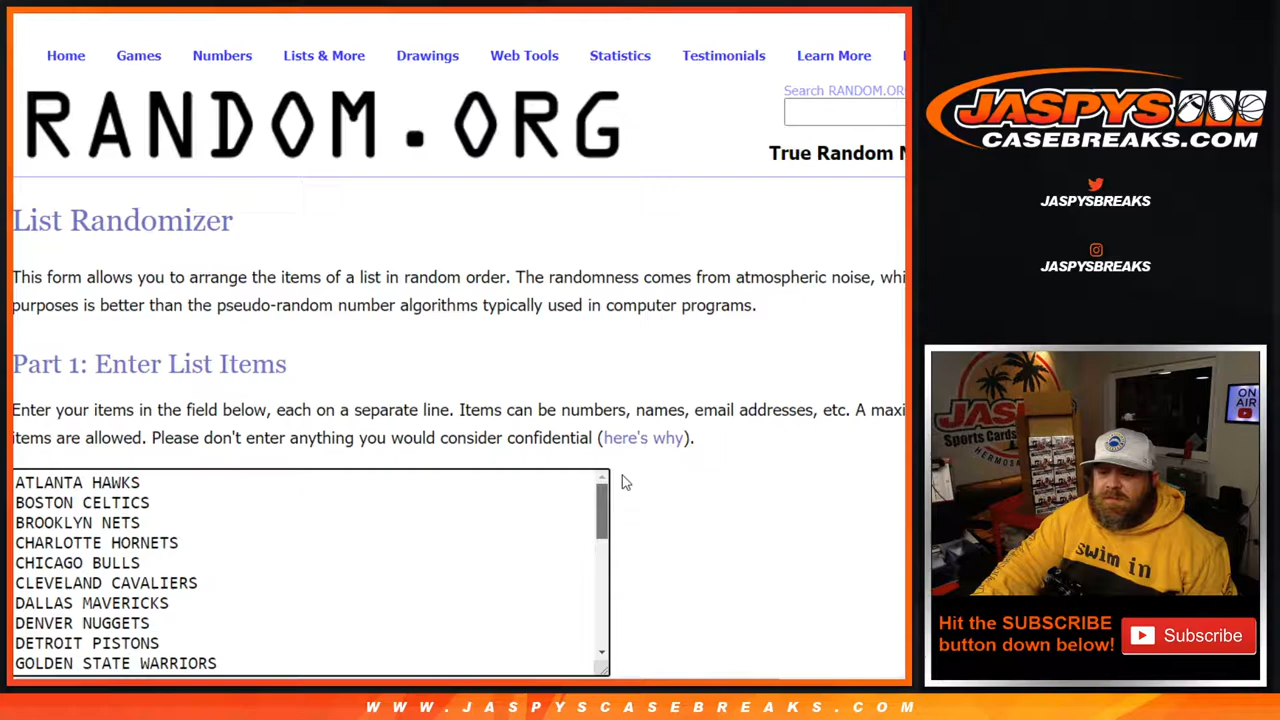 Home Games Numbers Lists & More Drawings Web Tools Statistics Testimonials Learn More
RANDOM.ORG
Search RANDOM.OR
True Random
List Randomizer
This form allows you to arrange the items of a list in random order. The randomness comes from atmospheric noise, whi
purposes is better than the pseudo-random number algorithms typically used in computer programs.
Part 1: Enter List Items
Enter your items in the field below, each on a separate line. Items can be numbers, names, email addresses, etc. A maxi
items are allowed. Please don't enter anything you would consider confidential (here's why).
ATLANTA HAWKS
BOSTON CELTICS
BROOKLYN NETS
CHARLOTTE HORNETS
CHICAGO BULLS
CLEVELAND CAVALIERS
DALLAS MAVERICKS
DENVER NUGGETS
DETROIT PISTONS
GOLDEN STATE WARRIORS
JASPYS
CASEBREAKS.COM
JASPYSBREAKS
JASPYSBREAKS
JAS
Sports Cards
HERMOS
ON
AIR
swim in
Hit the SUBSCRIBE
button down below!
Subscribe
WWW.JASPYSCASEBREAKS.COM